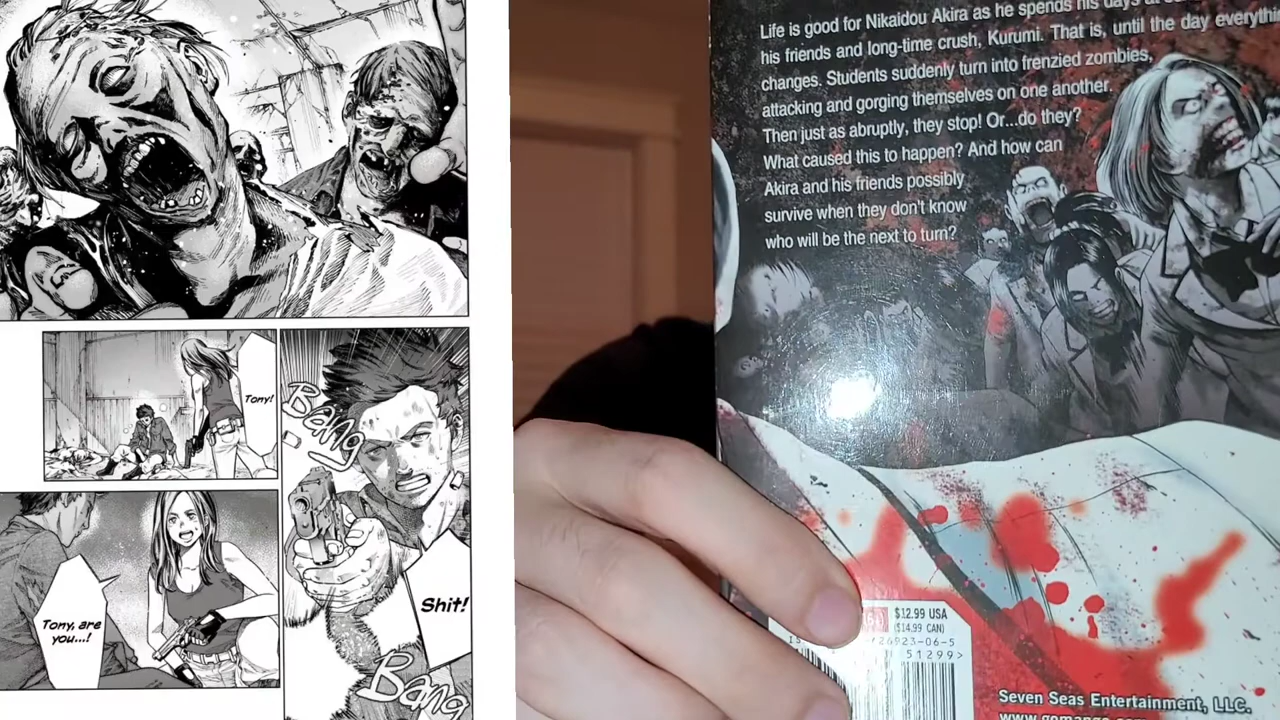 Tony!
Bang
Tony, are
you...!
Shit!
Bang
Life is good for Nikaidou Akira as he spends his days
his friends and long-time crush, Kurumi. That is, until the day everything
changes. Students suddenly turn into frenzied zombies,
attacking and gorging themselves on one another.
Then just as abruptly, they stop! Or...do they?
What caused this to happen? And how can
Akira and his friends possibly
survive when they don't know
who will be the next to turn?
$12.99 USA
($14.99 CAN)
23-06-5
51299>
Seven Seas Entertainment, LLC.